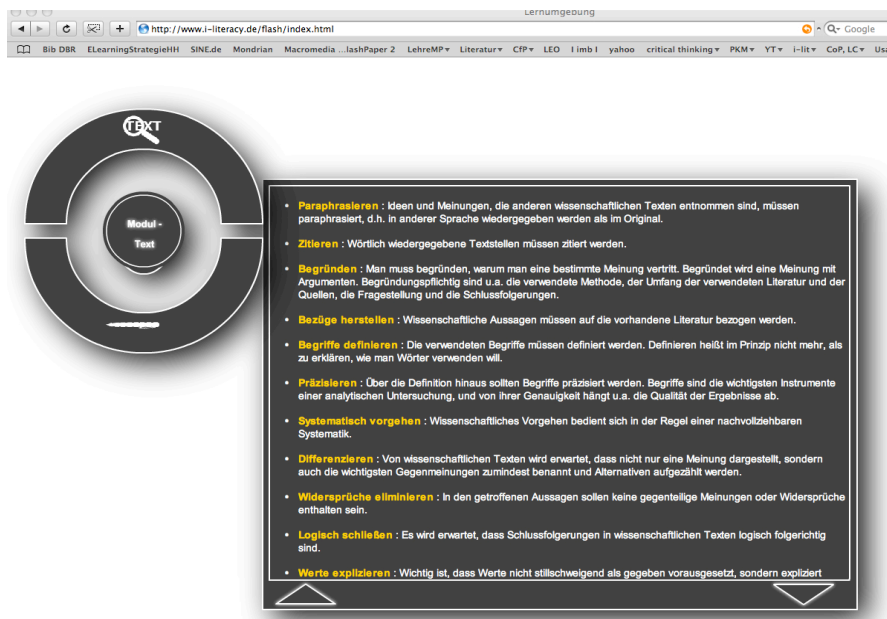 Lernumgebung
http://www.i-literacy.de/flash/index.html
Google
Bib DBR ELearningStrategieHH SINE.de Mondrian Macromedia ...lashPaper 2 LehreMP Literatur CfP LEO I imb I yahoo critical thinking PKM YT i-lit CoP, LC
TEXT
Modul -
Text
• Paraphrasieren : Ideen und Meinungen, die anderen wissenschaftlichen Texten entnommen sind, müssen
paraphrasiert, d.h. in anderer Sprache wiedergegeben werden als im Original.
• Zitieren : Wörtlich wiedergegebene Textstellen müssen zitiert werden.
• Begründen : Man muss begründen, warum man eine bestimmte Meinung vertritt. Begründet wird eine Meinung mit
Argumenten. Begründungspflichtig sind u.a. die verwendete Methode, der Umfang der verwendeten Literatur und der
Quellen, die Fragestellung und die Schlussfolgerungen.
• Bezüge herstellen : Wissenschaftliche Aussagen müssen auf die vorhandene Literatur bezogen werden.
• Begriffe definieren : Die verwendeten Begriffe müssen definiert werden. Definieren heißt im Prinzip nicht mehr, als
zu erklären, wie man Wörter verwenden will.
• Präzisieren : Über die Definition hinaus sollten Begriffe präzisiert werden. Begriffe sind die wichtigsten Instrumente
einer analytischen Untersuchung, und von ihrer Genauigkeit hängt u.a. die Qualität der Ergebnisse ab.
• Systematisch vorgehen : Wissenschaftliches Vorgehen bedient sich in der Regel einer nachvollziehbaren
Systematik.
• Differenzieren : Von wissenschaftlichen Texten wird erwartet, dass nicht nur eine Meinung dargestellt, sondern
auch die wichtigsten Gegenmeinungen zumindest benannt und Alternativen aufgezählt werden.
• Widersprüche eliminieren : In den getroffenen Aussagen sollen keine gegenteilige Meinungen oder Widersprüche
enthalten sein.
• Logisch schließen : Es wird erwartet, dass Schlussfolgerungen in wissenschaftlichen Texten logisch folgerichtig
sind.
• Werte explizieren : Wichtig ist, dass Werte nicht stillschweigend als gegeben vorausgesetzt, sondern expliziert